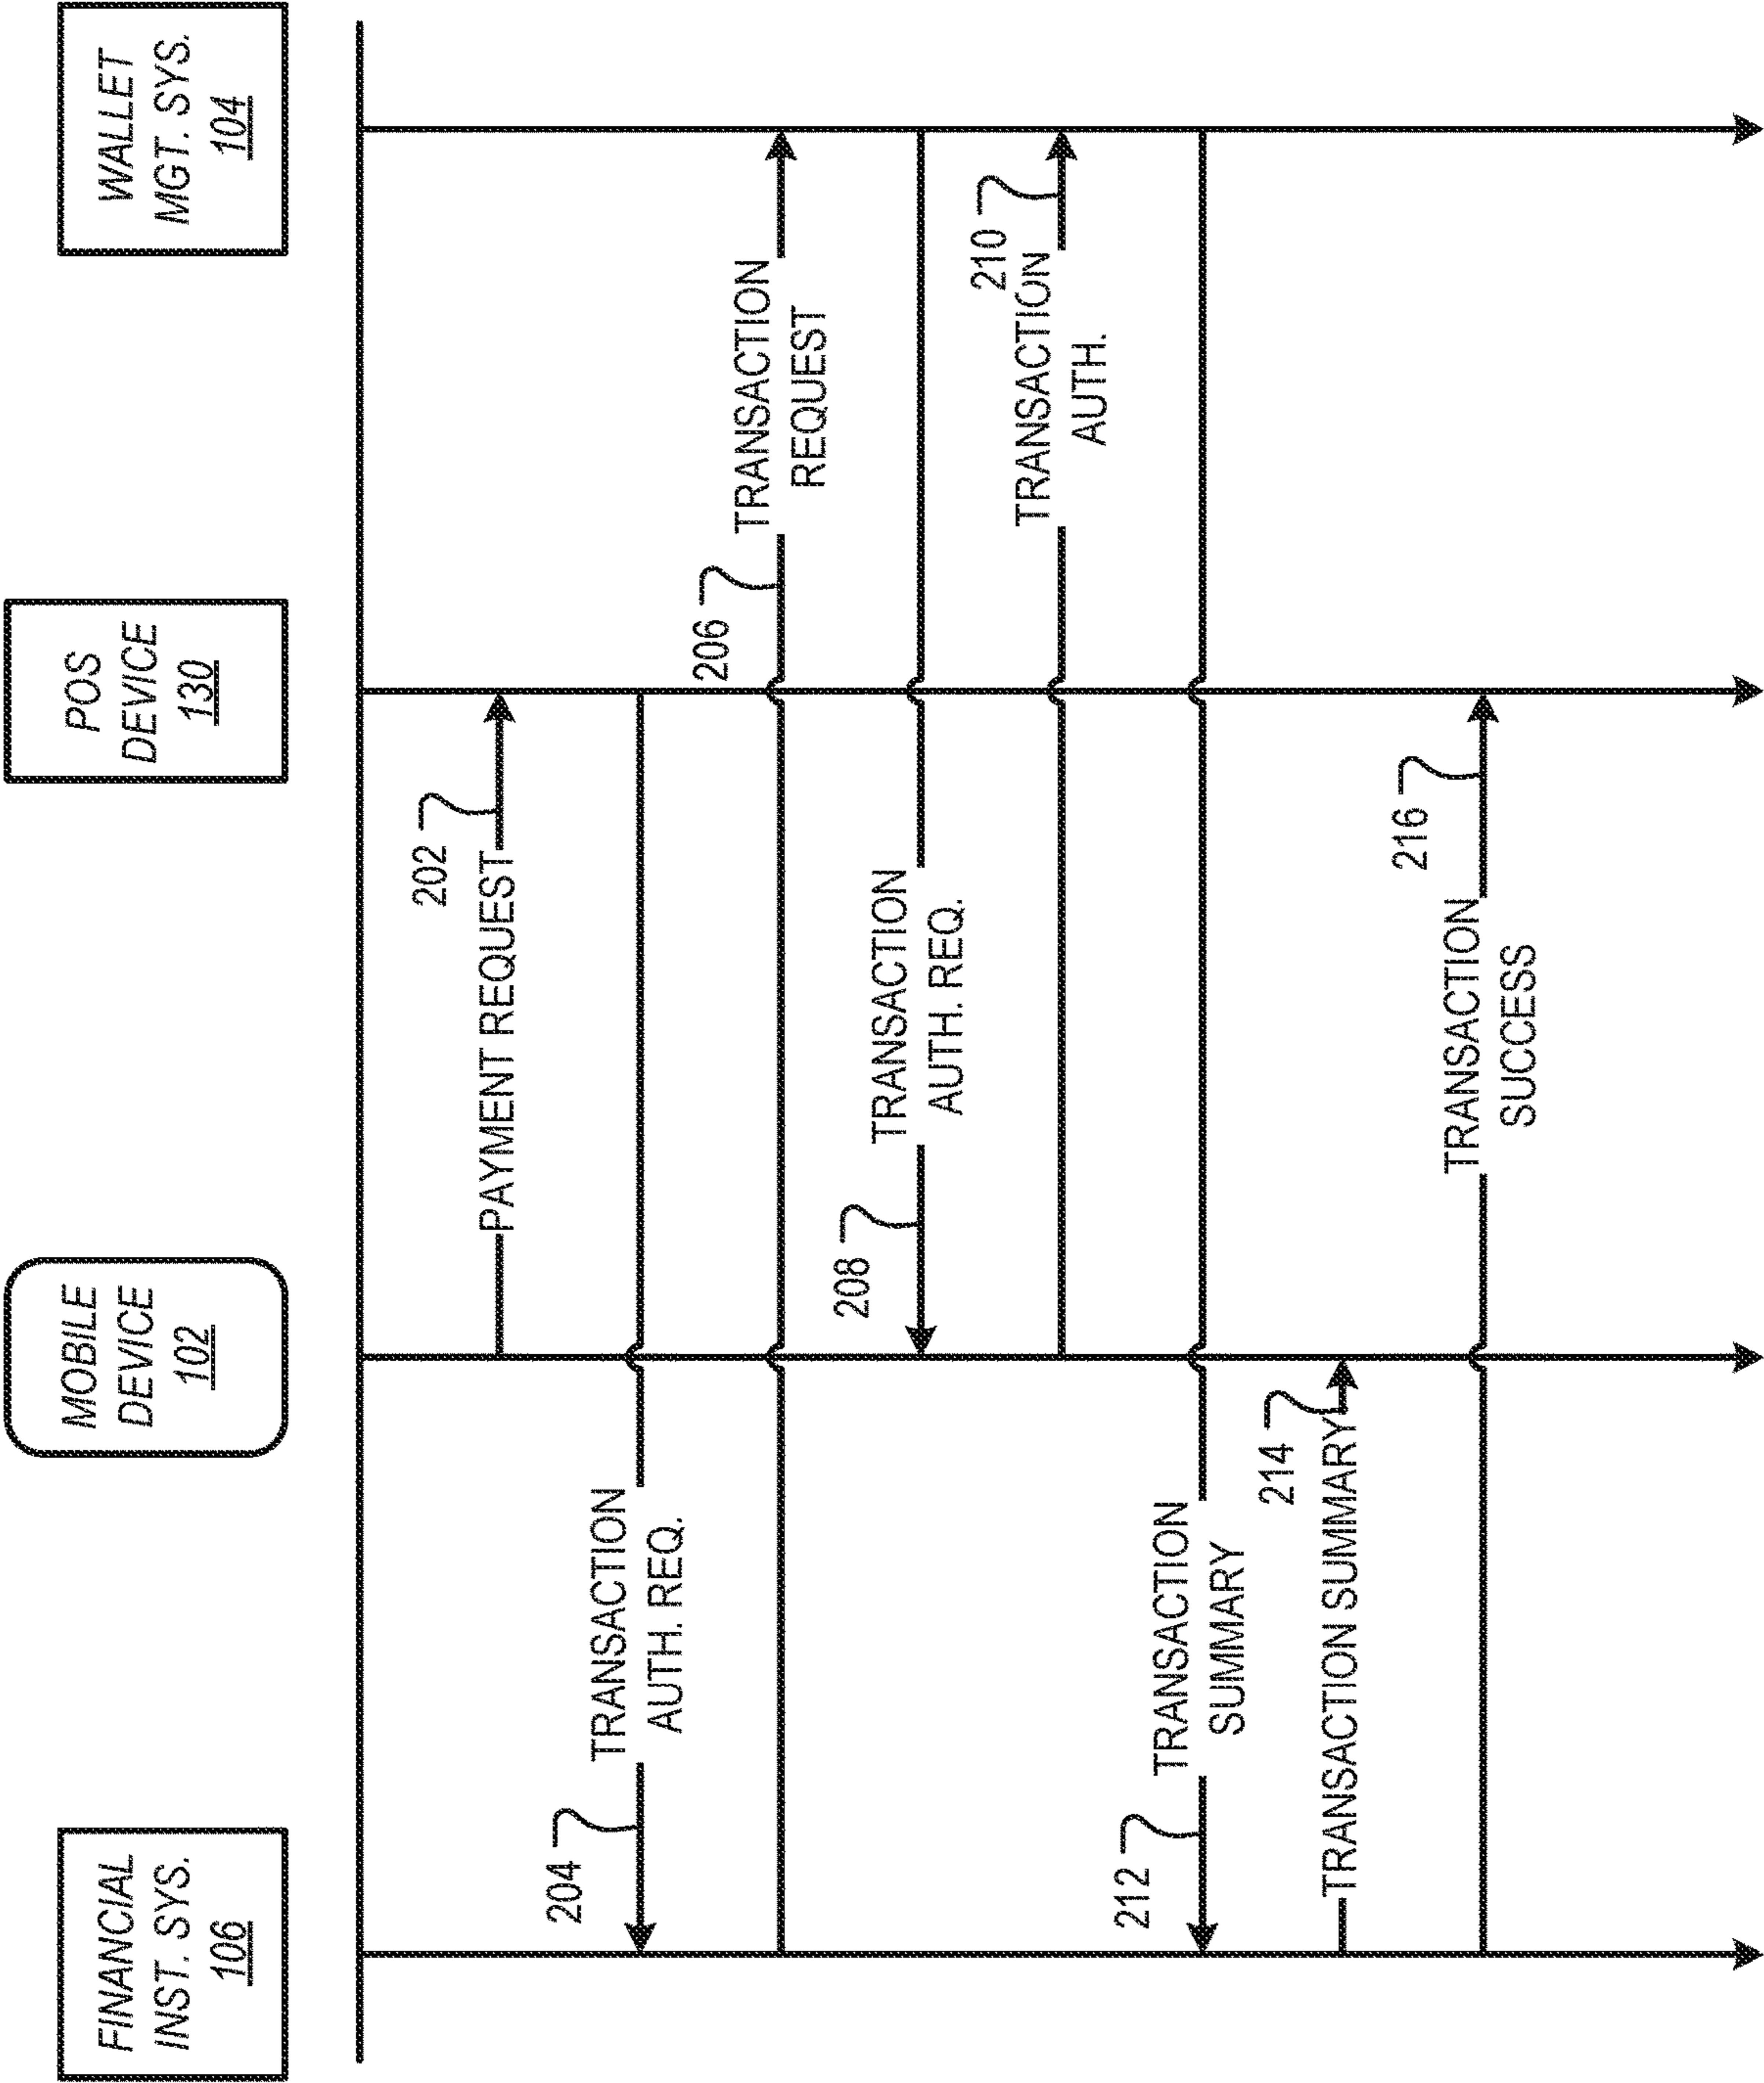 FINANCIAL
INST. SYS.
106
MOBILE
DEVICE
102
POS
DEVICE
130
WALLET
MGT. SYS.
104
202
PAYMENT REQUEST
204
TRANSACTION
AUTH. REQ.
206
TRANSACTION
REQUEST
208
TRANSACTION
AUTH. REQ.
210
TRANSACTION
AUTH.
212
TRANSACTION
SUMMARY
214
TRANSACTION SUMMARY
216
TRANSACTION
SUCCESS